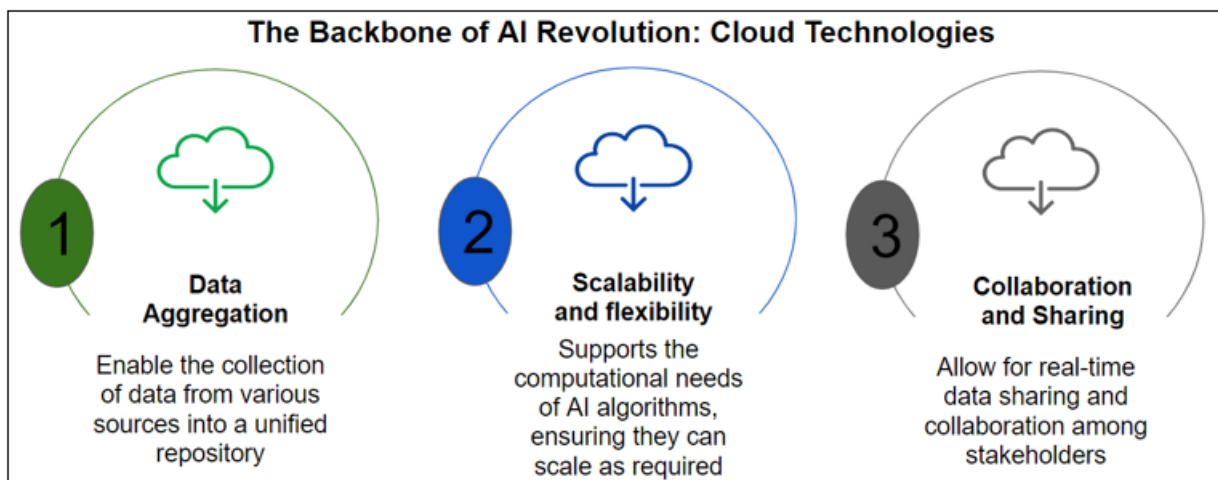 The Backbone of AI Revolution: Cloud Technologies
1
Data
Aggregation
Enable the collection
of data from various
sources into a unified
repository
2
Scalability
and flexibility
Supports the
computational needs
of AI algorithms,
ensuring they can
scale as required
3
Collaboration
and Sharing
Allow for real-time
data sharing and
collaboration among
stakeholders